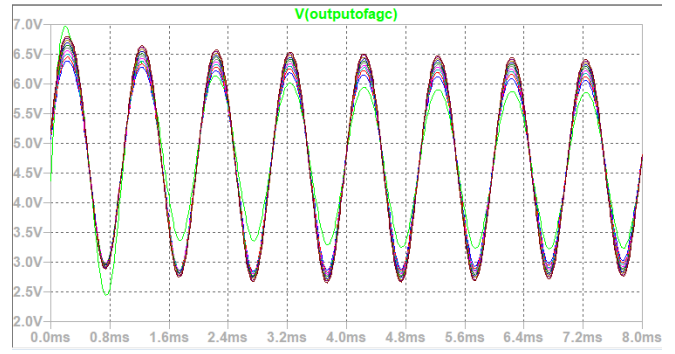 V(outputofagc)
7.0V
6.5V
6.0V
5.5V
5.0V
4.5V
4.0V
3.5V
3.0V
2.5V
2.0V
0.0ms 0.8ms 1.6ms 2.4ms 3.2ms 4.0ms 4.8ms 5.6ms 6.4ms 7.2ms 8.0ms